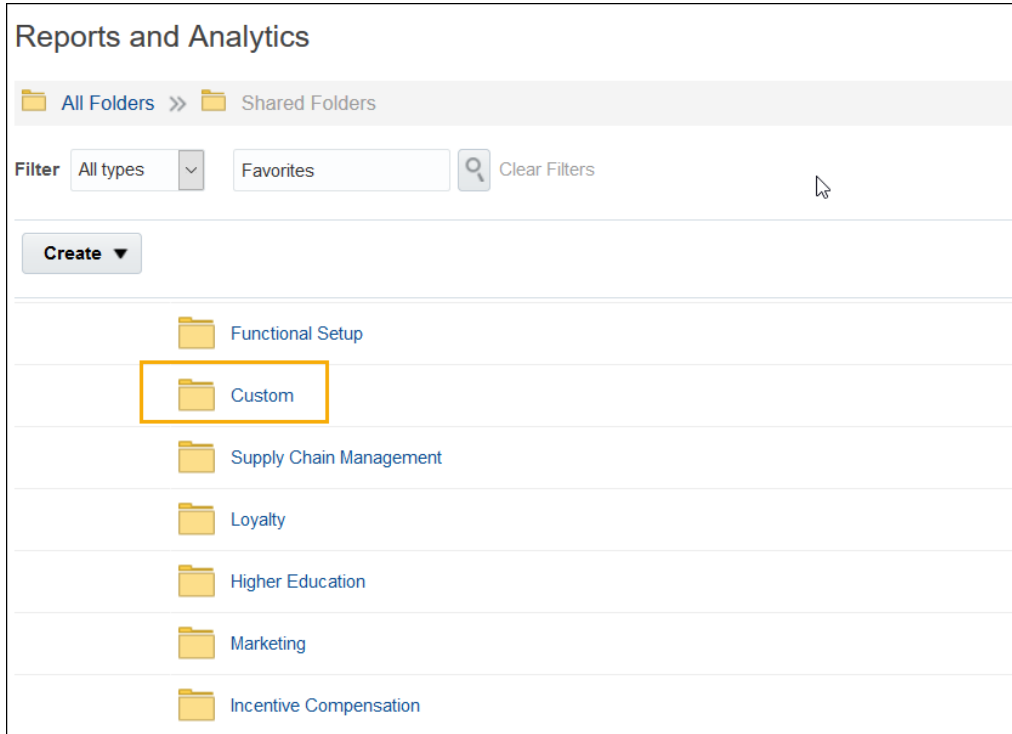 Reports and Analytics
All Folders >> Shared Folders
Filter All types Favorites Clear Filters
Create
Functional Setup
Custom
Supply Chain Management
Loyalty
Higher Education
Marketing
Incentive Compensation